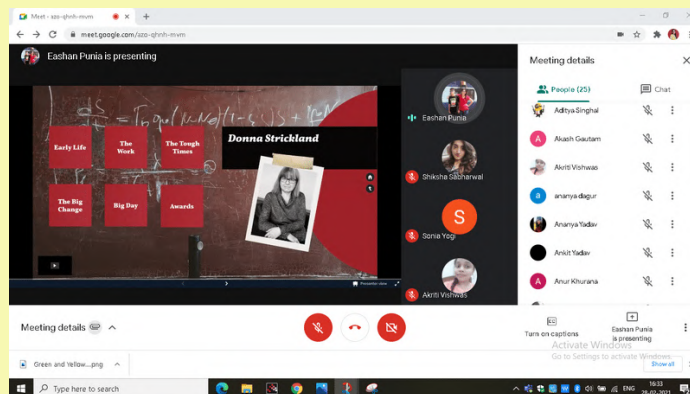 Meet - azo-qhnh-mvm
meet.google.com/azo-qhnh-mvm
Eashan Punia is presenting
Early Life
The
Work
The Tough
Times
The Big
Change
Big Day
Awards
Donna Strickland
Presenter view
Eashan Punia
Shiksha Sabharwal
S
Sonia Yogi
Akriti Vishwas
Meeting details
People (25)
Chat
Aditya Singhal
A
Akash Gautam
Akriti Vishwas
a
ananya dagur
Ananya Yadav
Ankit Yadav
A
Anur Khurana
Meeting details
Turn on captions
Eashan Punia
is presenting
Activate Windows
Go to Settings to activate Windows.
Green and Yellow....png
Show all
Type here to search
ENG
16:33
28-02-2021